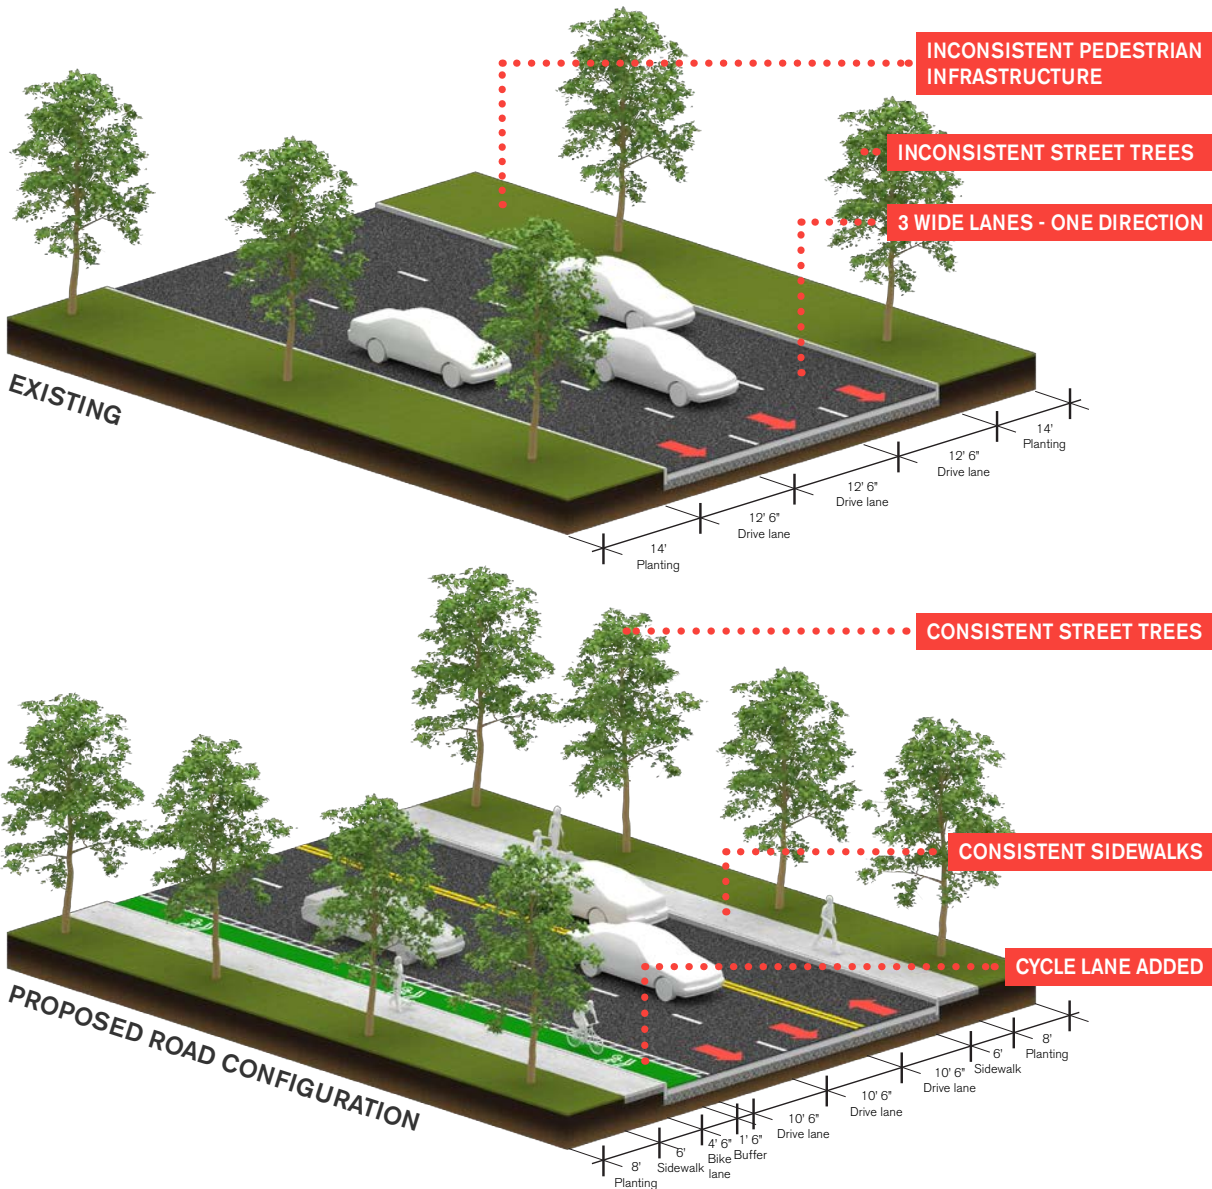 INCONSISTENT PEDESTRIAN
INFRASTRUCTURE
INCONSISTENT STREET TREES
3 WIDE LANES - ONE DIRECTION
EXISTING
14'
Planting
12' 6"
Drive lane
12' 6"
Drive lane
12' 6"
Drive lane
14'
Planting
CONSISTENT STREET TREES
CONSISTENT SIDEWALKS
CYCLE LANE ADDED
PROPOSED ROAD CONFIGURATION
8'
Planting
6'
Sidewalk
4' 6"
Bike
lane
1' 6"
Buffer
10' 6"
Drive lane
10' 6"
Drive lane
10' 6"
Drive lane
6'
Sidewalk
8'
Planting